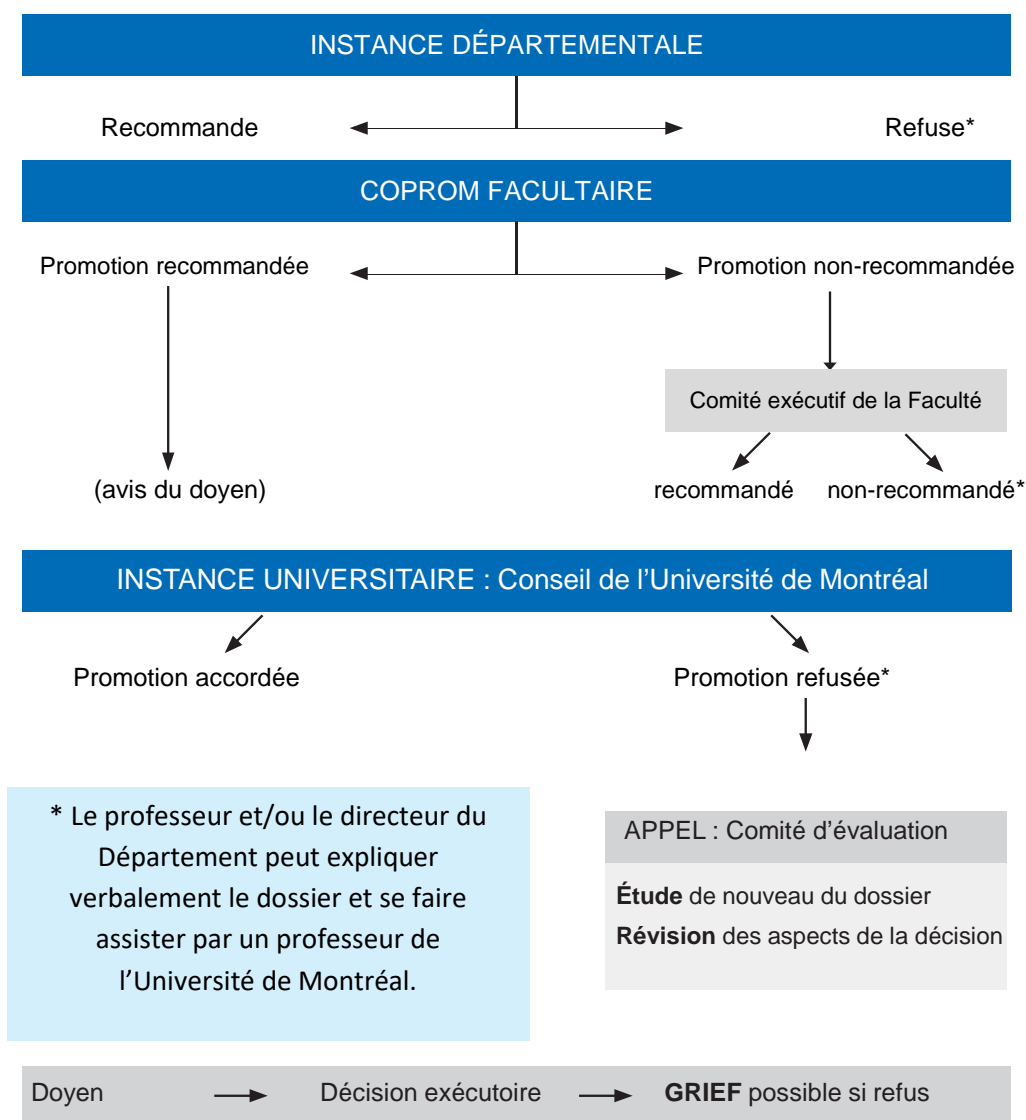 INSTANCE DÉPARTEMENTALE
Recommande Refuse*
COPROM FACULTAIRE
Promotion recommandée Promotion non-recommandée
Comité exécutif de la Faculté
(avis du doyen) recommandé non-recommandé*
INSTANCE UNIVERSITAIRE : Conseil de l’Université de Montréal
Promotion accordée Promotion refusée*
* Le professeur et/ou le directeur du
Département peut expliquer
verbalement le dossier et se faire
assister par un professeur de
l’Université de Montréal.
APPEL : Comité d’évaluation
Étude de nouveau du dossier
Révision des aspects de la décision
Doyen Décision exécutoire GRIEF possible si refus